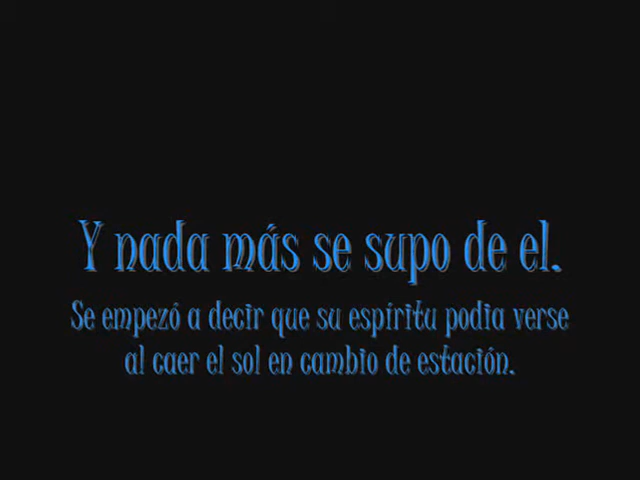 Y nada más se supo de el.
Se empezó a decir que su espíritu podia verse
al caer el sol en cambio de estación.